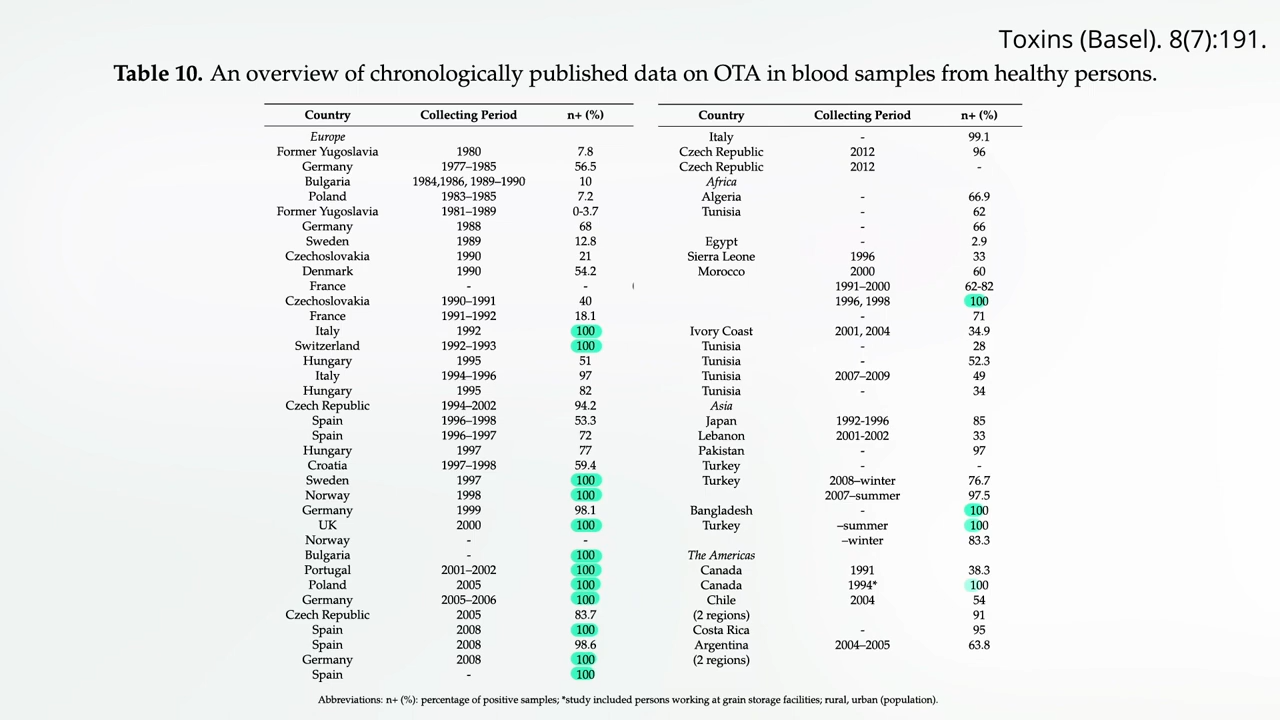 Toxins (Basel). 8(7):191.
Table 10. An overview of chronologically published data on OTA in blood samples from healthy persons.
Country Collecting Period n+ (%)
Europe
Former Yugoslavia 1980 7.8
Germany 1977–1985 56.5
Bulgaria 1984,1986, 1989–1990 10
Poland 1983–1985 7.2
Former Yugoslavia 1981–1989 0-3.7
Germany 1988 68
Sweden 1989 12.8
Czechoslovakia 1990 21
Denmark 1990 54.2
France - -
Czechoslovakia 1990–1991 40
France 1991–1992 18.1
Italy 1992 100
Switzerland 1992–1993 100
Hungary 1995 51
Italy 1994–1996 97
Hungary 1995 82
Czech Republic 1994–2002 94.2
Spain 1996–1998 53.3
Spain 1996–1997 72
Hungary 1997 77
Croatia 1997–1998 59.4
Sweden 1997 100
Norway 1998 100
Germany 1999 98.1
UK 2000 100
Norway - -
Bulgaria - 100
Portugal 2001–2002 100
Poland 2005 100
Germany 2005–2006 100
Czech Republic 2005 83.7
Spain 2008 100
Spain 2008 98.6
Germany 2008 100
Spain - 100
Country Collecting Period n+ (%)
Italy - 99.1
Czech Republic 2012 96
Czech Republic 2012 -
Africa
Algeria - 66.9
Tunisia - 62
- 66
Egypt - 2.9
Sierra Leone 1996 33
Morocco 2000 60
1991–2000 62-82
1996, 1998 100
- 71
Ivory Coast 2001, 2004 34.9
Tunisia - 28
Tunisia - 52.3
Tunisia 2007–2009 49
Tunisia - 34
Asia
Japan 1992-1996 85
Lebanon 2001-2002 33
Pakistan - 97
Turkey - -
Turkey 2008–winter 76.7
2007–summer 97.5
Bangladesh - 100
Turkey –summer 100
–winter 83.3
The Americas
Canada 1991 38.3
Canada 1994* 100
Chile 2004 54
(2 regions) 91
Costa Rica - 95
Argentina 2004–2005 63.8
(2 regions)
Abbreviations: n+ (%): percentage of positive samples; *study included persons working at grain storage facilities; rural, urban (population).